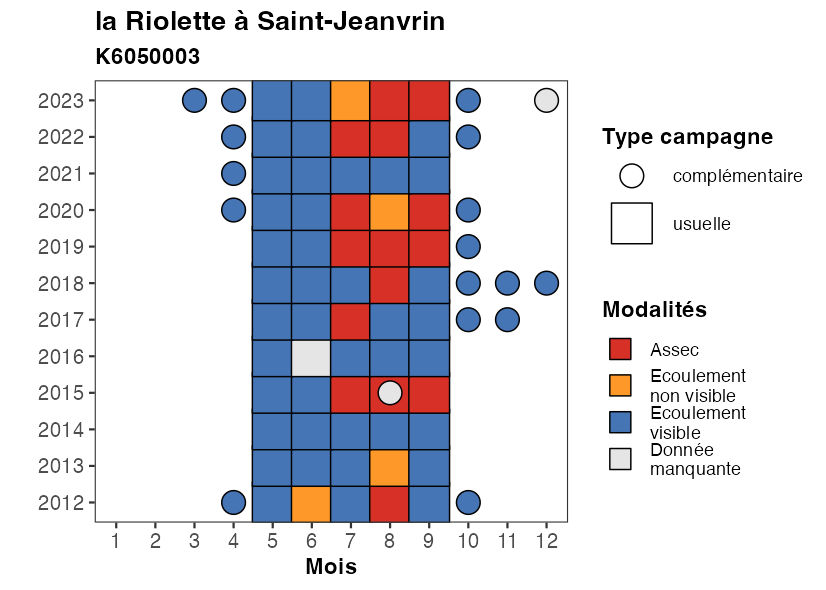 la Riolette à Saint-Jeanvrin
K6050003
2023
2022
2021
2020
2019
2018
2017
2016
2015
2014
2013
2012
1 2 3 4 5 6 7 8 9 10 11 12
Mois
Type campagne
complémentaire
usuelle
Modalités
Assec
Ecoulement
non visible
Ecoulement
visible
Donnée
manquante